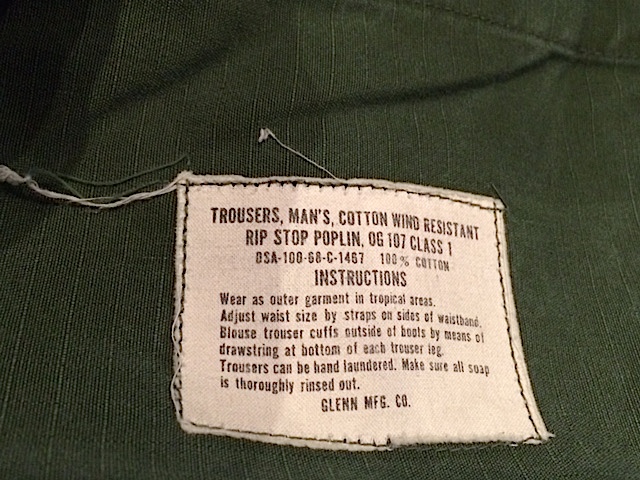 TROUSERS, MAN'S, COTTON WIND RESISTANT
RIP STOP POPLIN, OG 107 CLASS 1
DSA-100-68-C-1467 100% COTTON
INSTRUCTIONS
Wear as outer garment in tropical areas.
Adjust waist size by straps on sides of waistband.
Blouse trouser cuffs outside of boots by means of
drawstring at bottom of each trouser leg.
Trousers can be hand laundered. Make sure all soap
is thoroughly rinsed out.
GLENN MFG. CO.